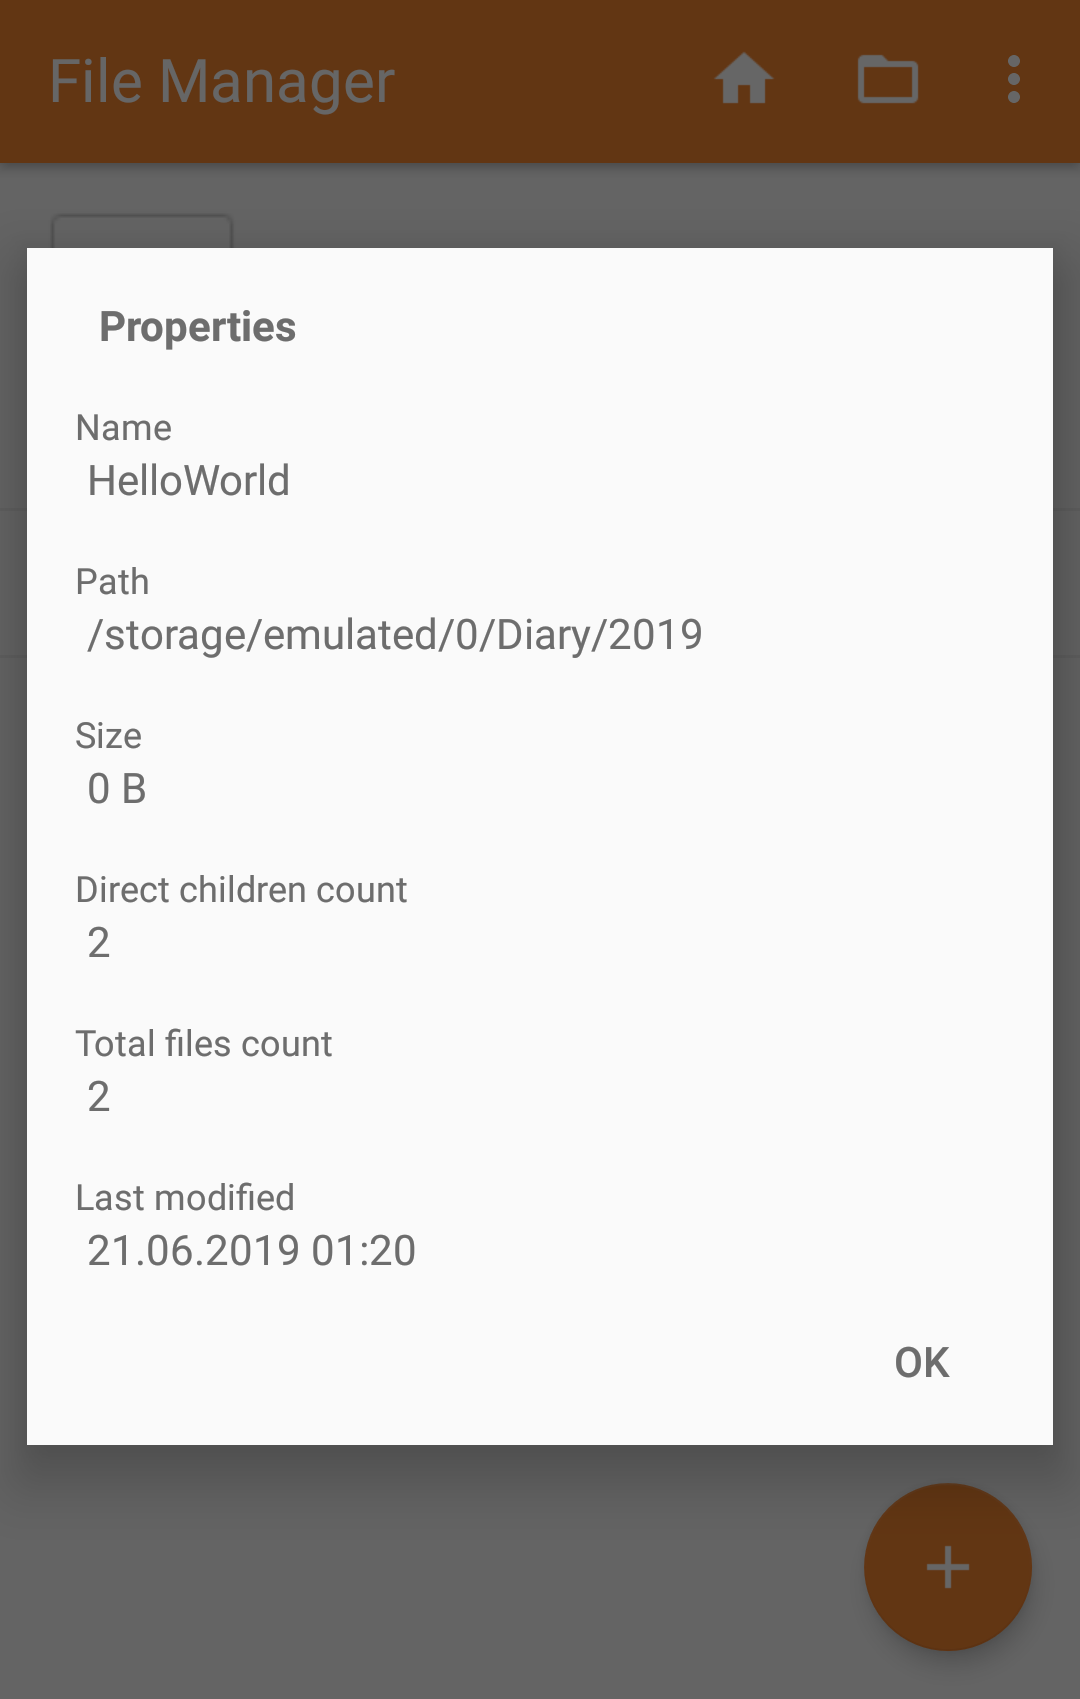 File Manager
Properties
Name
HelloWorld
Path
/storage/emulated/0/Diary/2019
Size
0 B
Direct children count
2
Total files count
2
Last modified
21.06.2019 01:20
OK